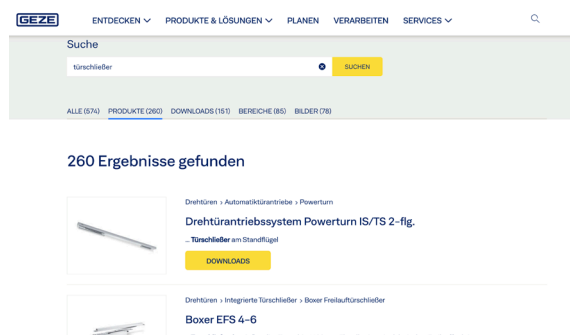 GEZE
ENTDECKEN PRODUKTE & LÖSUNGEN PLANEN VERARBEITEN SERVICES
Suche
türschließer
SUCHEN
ALLE (574) PRODUKTE (260) DOWNLOADS (151) BEREICHE (85) BILDER (78)
260 Ergebnisse gefunden
Drehtüren > Automatiktürantriebe > Powerturn
Drehtürantriebssystem Powerturn IS/TS 2-flg.
... Türschließer am Standflügel
DOWNLOADS
Drehtüren > Integrierte Türschließer > Boxer Freilauftürschließer
Boxer EFS 4-6